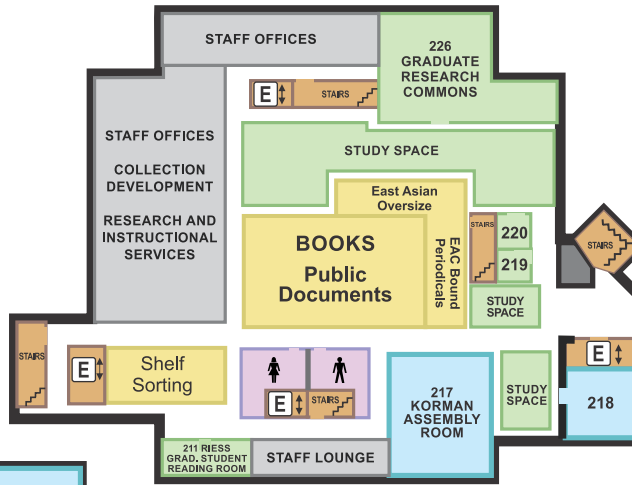 STAFF OFFICES
226
GRADUATE
RESEARCH
COMMONS
E
STAIRS
STAFF OFFICES
COLLECTION
DEVELOPMENT
RESEARCH AND
INSTRUCTIONAL
SERVICES
STUDY SPACE
East Asian
Oversize
BOOKS
Public
Documents
EAC Bound
Periodicals
STAIRS
220
219
STUDY
SPACE
STAIRS
STAIRS
E
Shelf
Sorting
E
STAIRS
217
KORMAN
ASSEMBLY
ROOM
STUDY
SPACE
E
218
211 RIESS
GRAD. STUDENT
READING ROOM
STAFF LOUNGE